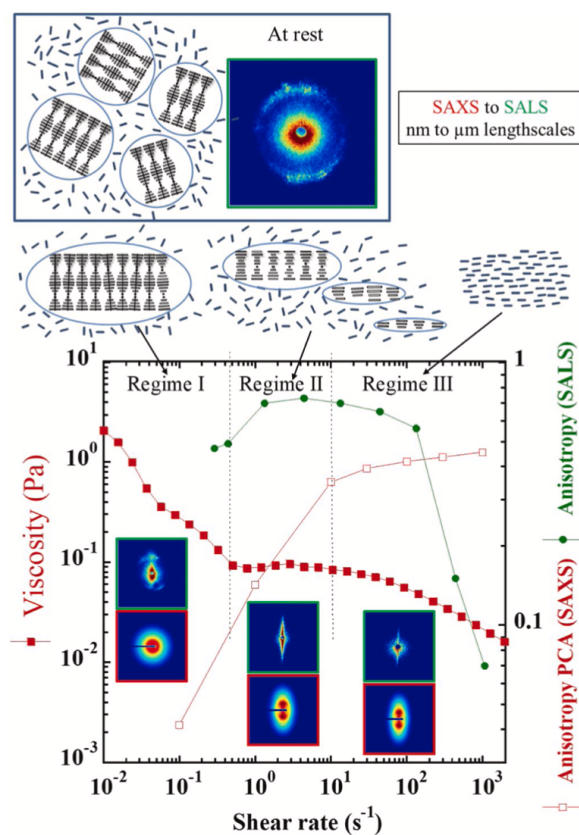 At rest
SAXS to SALS
nm to µm lengthscales
Regime I
Regime II
Regime III
10¹
10⁰
10⁻¹
10⁻²
10⁻³
Viscosity (Pa)
1
0.1
Anisotropy (SALS)
Anisotropy PCA (SAXS)
10⁻² 10⁻¹ 10⁰ 10¹ 10² 10³
Shear rate (s⁻¹)